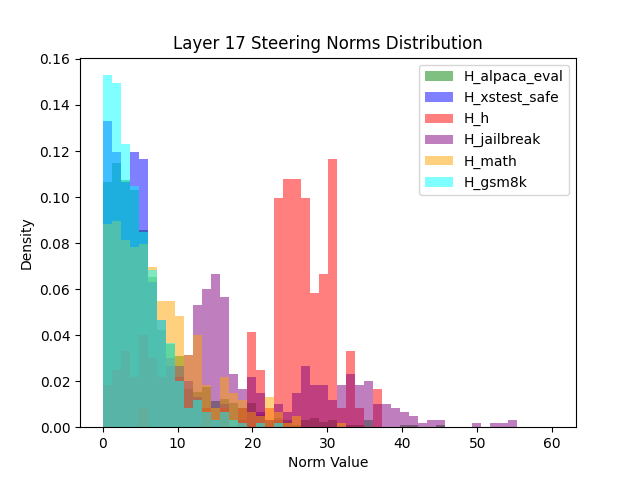 Layer 17 Steering Norms Distribution
0.16
0.14
0.12
0.10
0.08
0.06
0.04
0.02
0.00
Density
H_alpaca_eval
H_xstest_safe
H_h
H_jailbreak
H_math
H_gsm8k
0 10 20 30 40 50 60
Norm Value